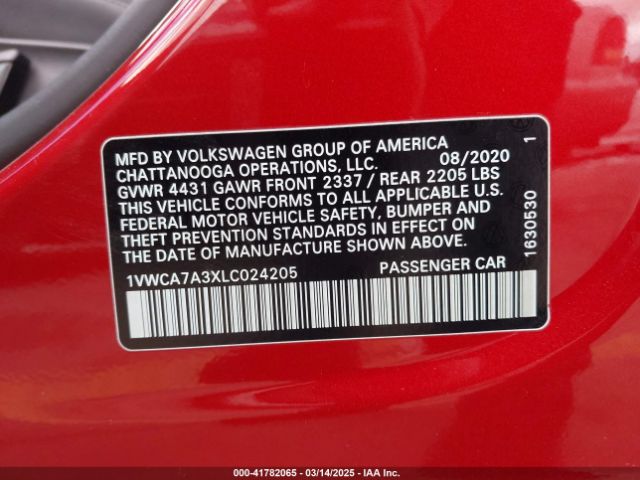 MFD BY VOLKSWAGEN GROUP OF AMERICA
CHATTANOOGA OPERATIONS, LLC. 08/2020
GVWR 4431 GAWR FRONT 2337 / REAR 2205 LBS
THIS VEHICLE CONFORMS TO ALL APPLICABLE U.S.
FEDERAL MOTOR VEHICLE SAFETY, BUMPER AND
THEFT PREVENTION STANDARDS IN EFFECT ON
THE DATE OF MANUFACTURE SHOWN ABOVE.
1VWCA7A3XLC024205 PASSENGER CAR
1630530 1
000-41782065 - 03/14/2025 - IAA Inc.